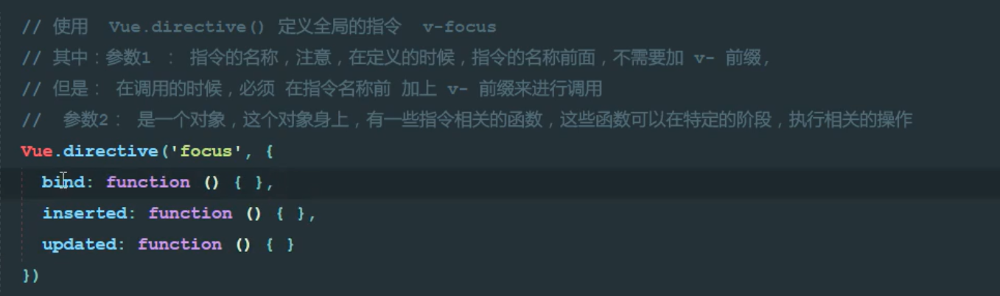 // 使用  Vue.directive() 定义全局的指令  v-focus
// 其中：参数1 ： 指令的名称，注意，在定义的时候，指令的名称前面，不需要加 v- 前缀，
// 但是： 在调用的时候，必须 在指令名称前 加上 v- 前缀来进行调用
//  参数2： 是一个对象，这个对象身上，有一些指令相关的函数，这些函数可以在特定的阶段，执行相关的操作
Vue.directive('focus', {
  bind: function () { },
  inserted: function () { },
  updated: function () { }
})